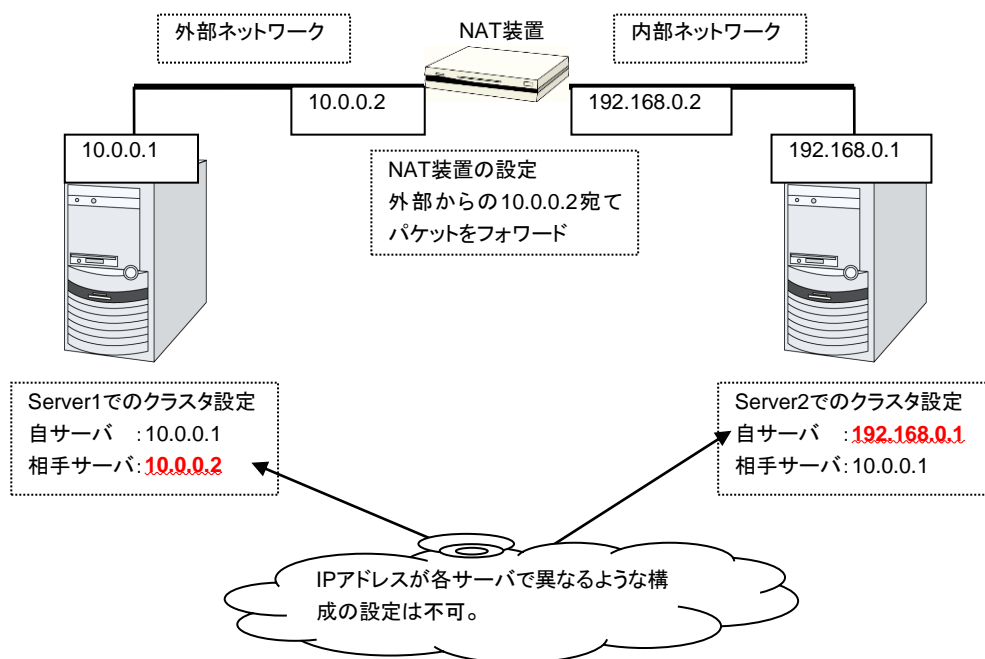 外部ネットワーク
NAT装置
内部ネットワーク
10.0.0.2
192.168.0.2
10.0.0.1
192.168.0.1
NAT装置の設定
外部からの10.0.0.2宛て
パケットをフォワード
Server1でのクラスタ設定
自サーバ :10.0.0.1
相手サーバ:10.0.0.2
Server2でのクラスタ設定
自サーバ :192.168.0.1
相手サーバ:10.0.0.1
IPアドレスが各サーバで異なるような構
成の設定は不可。